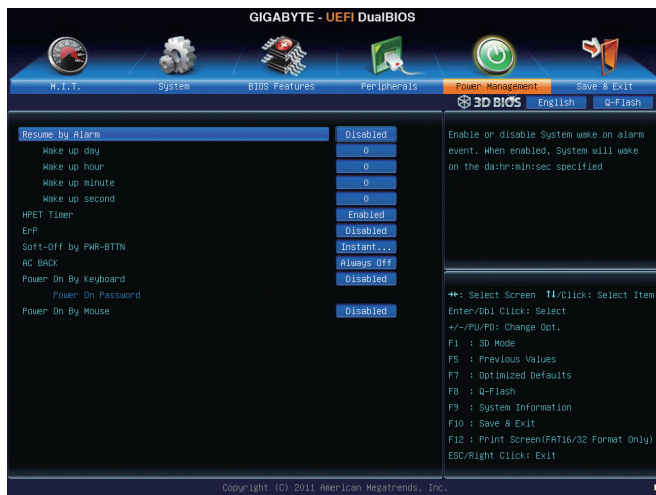 GIGABYTE - UEFI DualBIOS
M.I.T. System BIOS Features Peripherals Power Management Save & Exit
3D BIOS English Q-Flash
Resume by Alarm Disabled
Wake up day 0
Wake up hour 0
Wake up minute 0
Wake up second 0
HPET Timer Enabled
ErP Disabled
Soft-Off by PWR-BTTN Instant...
AC BACK Always Off
Power On By Keyboard Disabled
Power On Password
Power On By Mouse Disabled
Enable or disable System wake on alarm
event. When enabled, System will wake
on the da:hr:min:sec specified
→←: Select Screen ↑↓/Click: Select Item
Enter/Dbl Click: Select
+/-/PU/PD: Change Opt.
F1 : 3D Mode
F5 : Previous Values
F7 : Optimized Defaults
F8 : Q-Flash
F9 : System Information
F10 : Save & Exit
F12 : Print Screen(FAT16/32 Format Only)
ESC/Right Click: Exit
Copyright (C) 2011 American Megatrends, Inc.